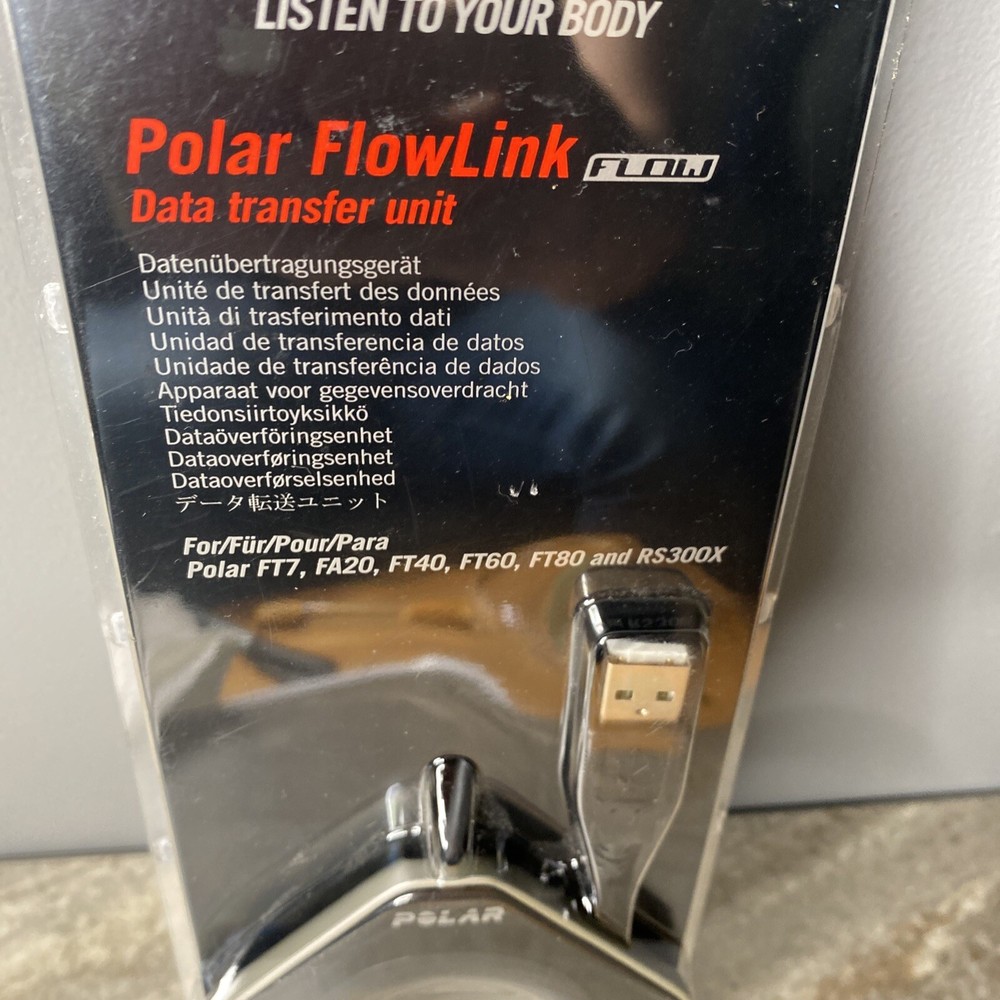 LISTEN TO YOUR BODY
Polar FlowLink FLOW
Data transfer unit
Datenübertragungsgerät
Unité de transfert des données
Unità di trasferimento dati
Unidad de transferencia de datos
Unidade de transferência de dados
Apparaat voor gegevensoverdracht
Tiedonsiirtoyksikkö
Dataöverföringsenhet
Dataoverføringsenhet
Dataoverførselsenhed
データ転送ユニット
For/Für/Pour/Para
Polar FT7, FA20, FT40, FT60, FT80 and RS300X
POLAR